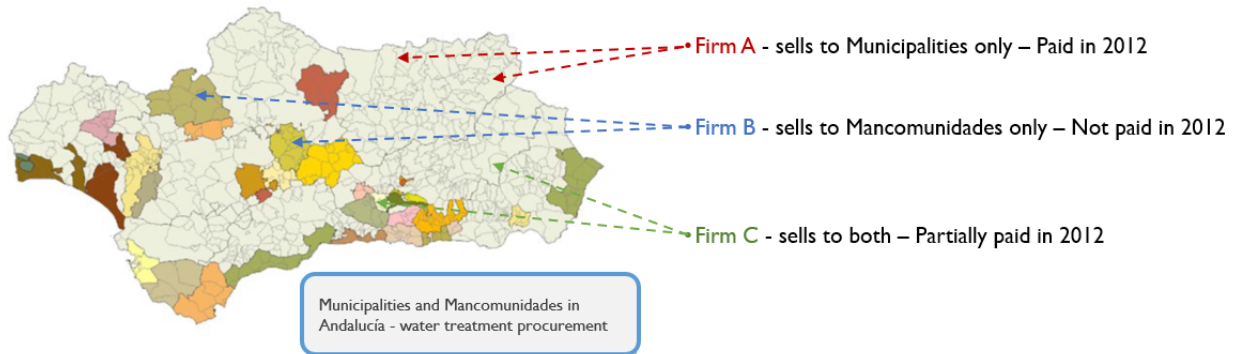 Firm A - sells to Municipalities only – Paid in 2012
Firm B - sells to Mancomunidades only – Not paid in 2012
Firm C - sells to both – Partially paid in 2012
Municipalities and Mancomunidades in
Andalucía - water treatment procurement